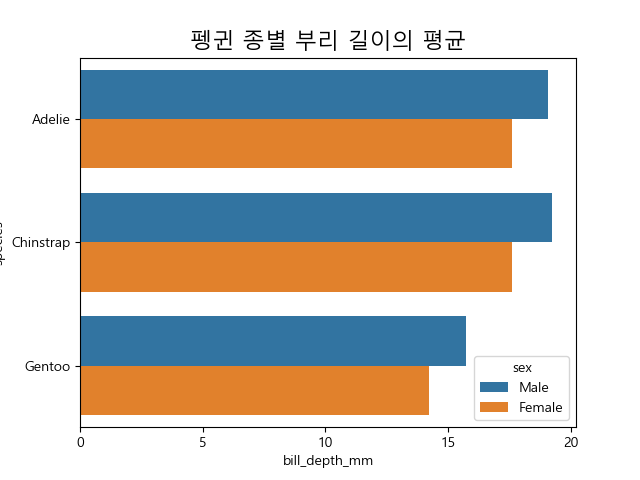 펭귄 종별 부리 길이의 평균
Adelie
Chinstrap
Gentoo
species
sex
Male
Female
0 5 10 15 20
bill_depth_mm